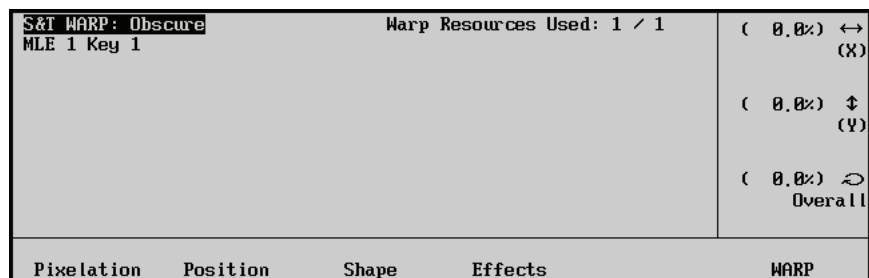 S&T WARP: Obscure Warp Resources Used: 1 / 1
MLE 1 Key 1
( 0.0%) ↔
(X)
( 0.0%) ↕
(Y)
( 0.0%)
Overall
Pixelation Position Shape Effects WARP